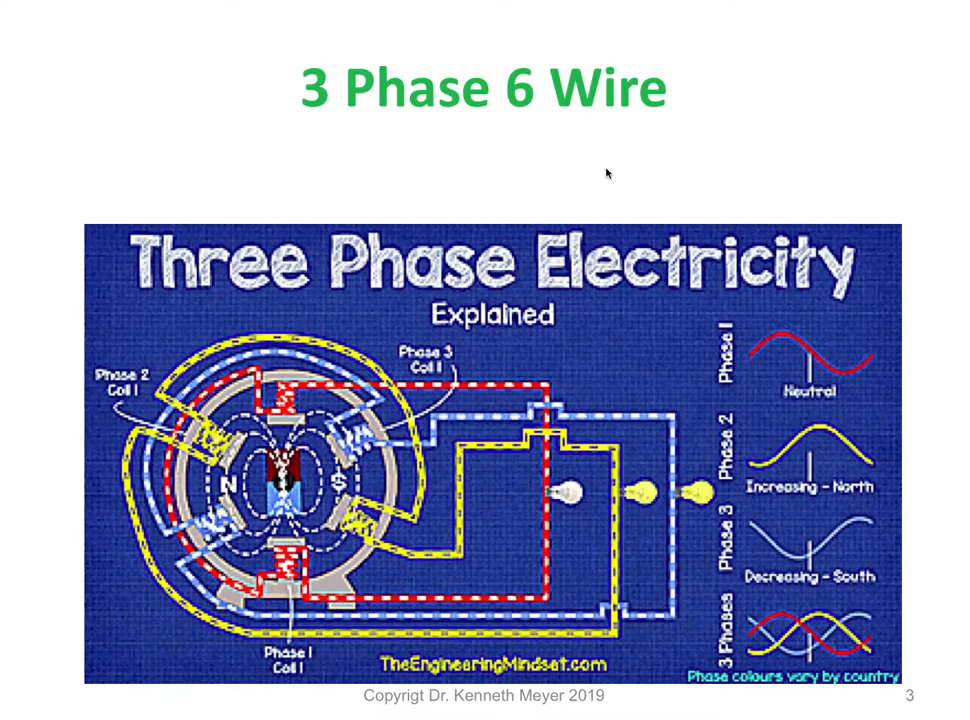 3 Phase 6 Wire
Three Phase Electricity
Explained
Phase 2
Coil 1
Phase 3
Coil 1
N
S
Phase 1
Coil 1
Phase 1
Neutral
Phase 2
Increasing - North
Phase 3
Decreasing - South
3 Phases
TheEngineeringMindset.com
Phase colours vary by country
Copyrigt Dr. Kenneth Meyer 2019
3